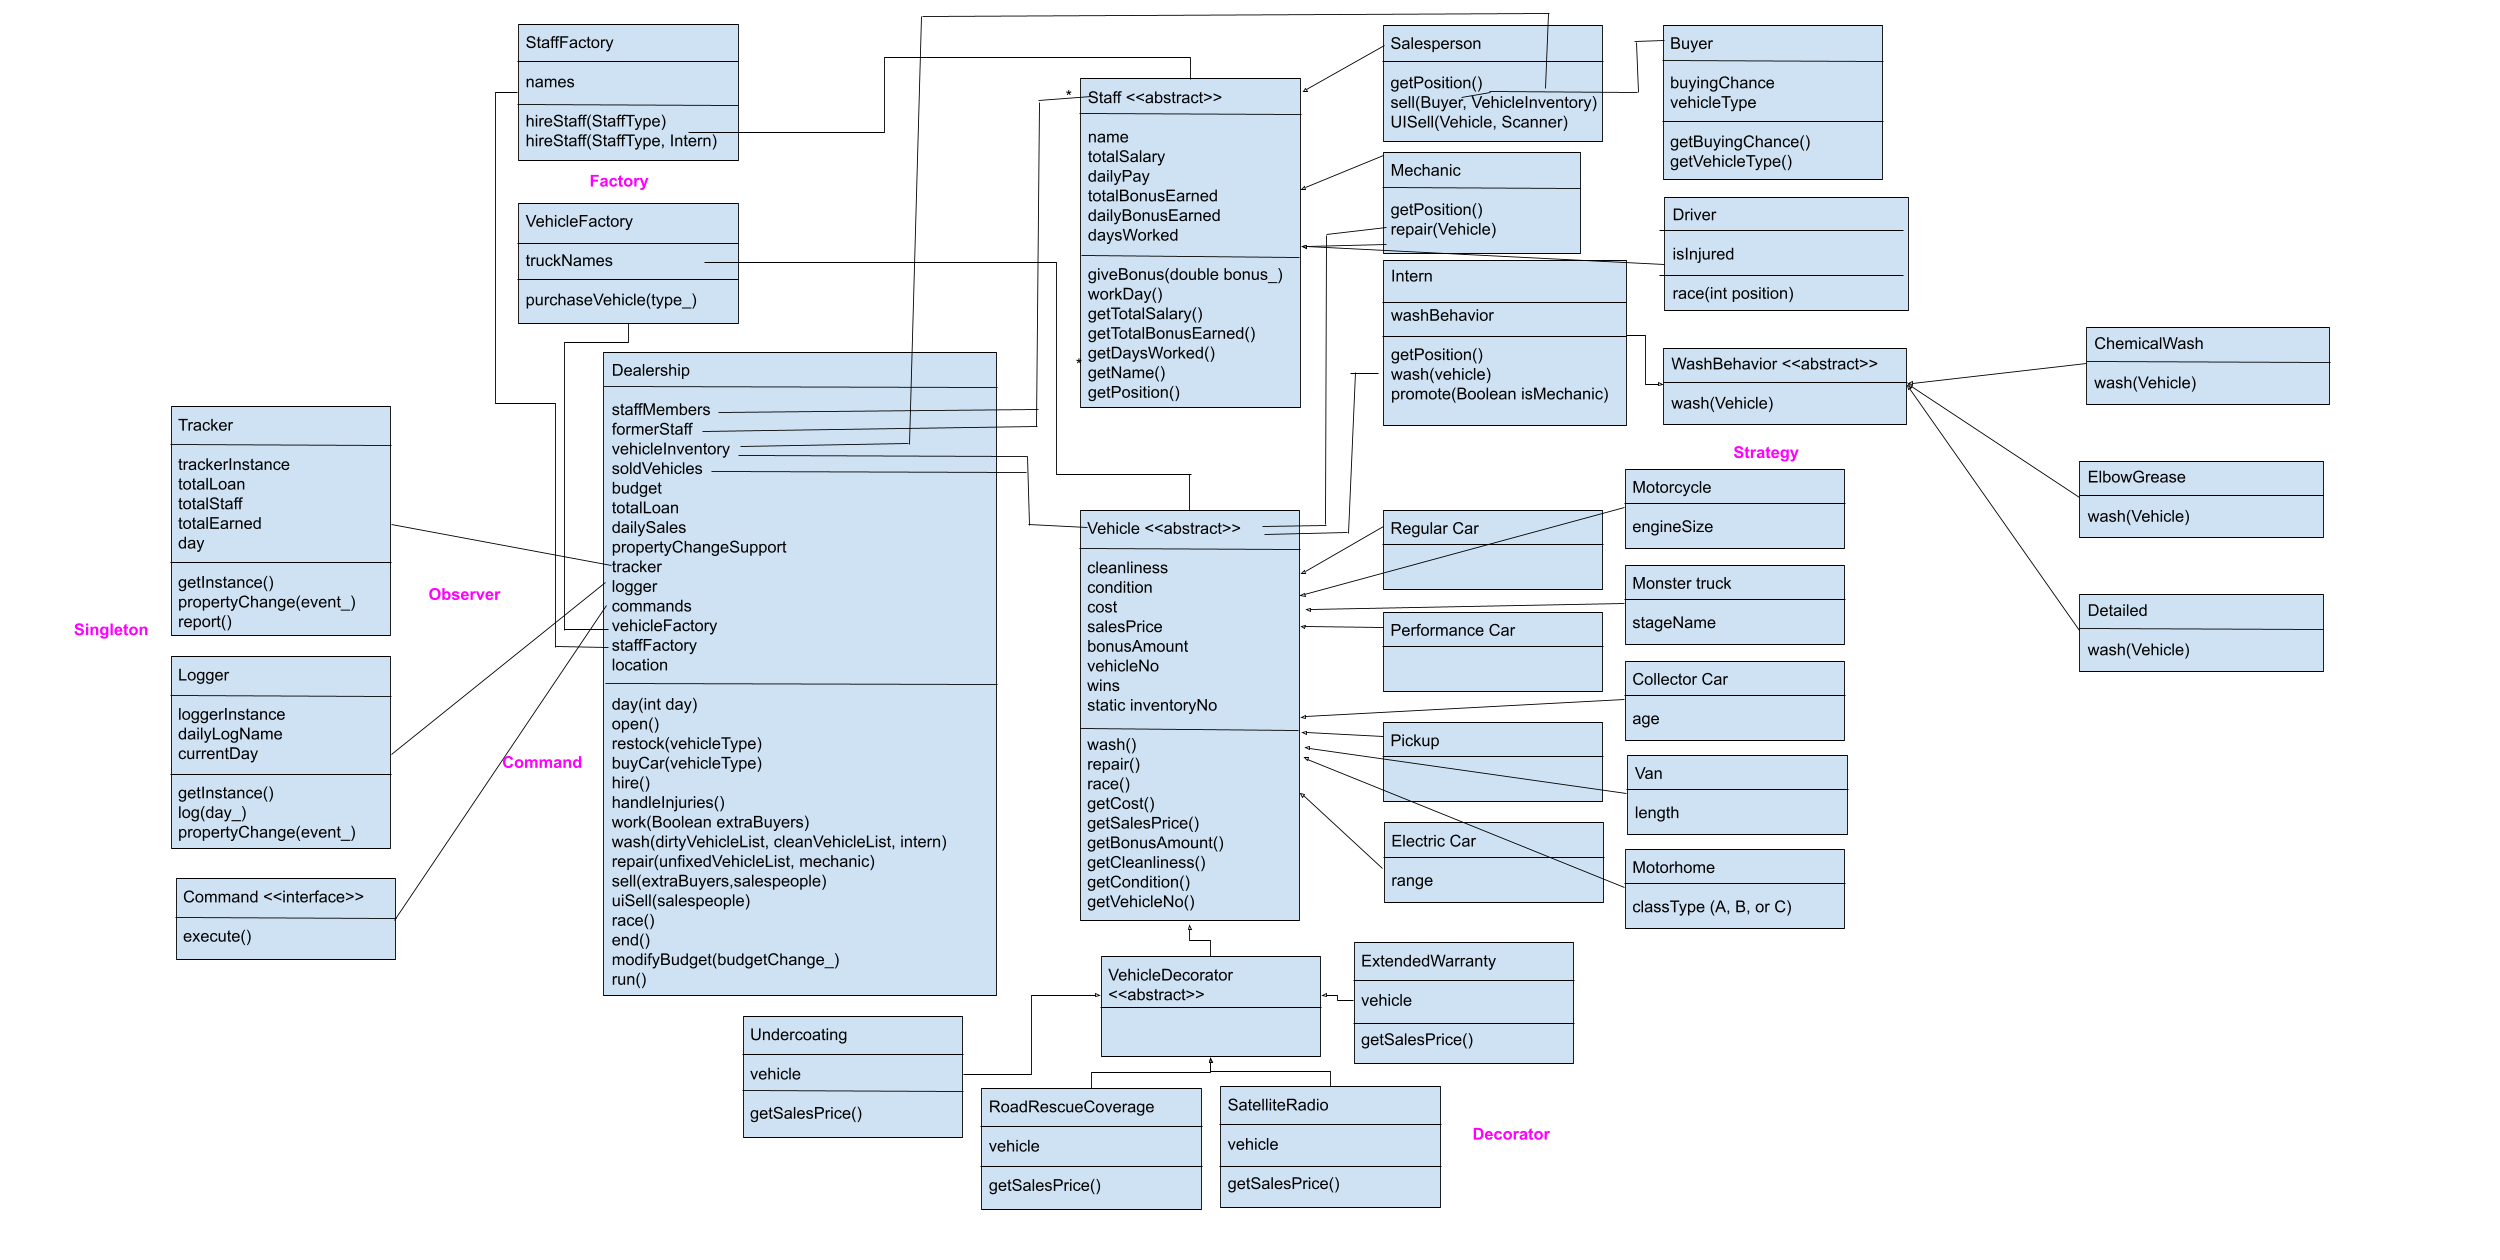 StaffFactory
names
hireStaff(StaffType)
hireStaff(StaffType, Intern)
Factory
VehicleFactory
truckNames
purchaseVehicle(type_)
*
Staff <<abstract>>
name
totalSalary
dailyPay
totalBonusEarned
dailyBonusEarned
daysWorked
giveBonus(double bonus_)
workDay()
getTotalSalary()
getTotalBonusEarned()
getDaysWorked()
*
getName()
getPosition()
Salesperson
getPosition()
sell(Buyer, VehicleInventory)
UISell(Vehicle, Scanner)
Buyer
buyingChance
vehicleType
getBuyingChance()
getVehicleType()
Mechanic
getPosition()
repair(Vehicle)
Driver
isInjured
race(int position)
Intern
washBehavior
getPosition()
wash(vehicle)
promote(Boolean isMechanic)
WashBehavior <<abstract>>
wash(Vehicle)
Strategy
ChemicalWash
wash(Vehicle)
ElbowGrease
wash(Vehicle)
Detailed
wash(Vehicle)
Dealership
staffMembers
formerStaff
vehicleInventory
soldVehicles
budget
totalLoan
dailySales
propertyChangeSupport
tracker
logger
commands
vehicleFactory
staffFactory
location
day(int day)
open()
restock(vehicleType)
buyCar(vehicleType)
hire()
handleInjuries()
work(Boolean extraBuyers)
wash(dirtyVehicleList, cleanVehicleList, intern)
repair(unfixedVehicleList, mechanic)
sell(extraBuyers,salespeople)
uiSell(salespeople)
race()
end()
modifyBudget(budgetChange_)
run()
Tracker
trackerInstance
totalLoan
totalStaff
totalEarned
day
getInstance()
propertyChange(event_)
report()
Observer
Singleton
Logger
loggerInstance
dailyLogName
currentDay
getInstance()
log(day_)
propertyChange(event_)
Command
Command <<interface>>
execute()
Vehicle <<abstract>>
cleanliness
condition
cost
salesPrice
bonusAmount
vehicleNo
wins
static inventoryNo
wash()
repair()
race()
getCost()
getSalesPrice()
getBonusAmount()
getCleanliness()
getCondition()
getVehicleNo()
Regular Car
Performance Car
Pickup
Electric Car
range
Motorcycle
engineSize
Monster truck
stageName
Collector Car
age
Van
length
Motorhome
classType (A, B, or C)
VehicleDecorator
<<abstract>>
ExtendedWarranty
vehicle
getSalesPrice()
Undercoating
vehicle
getSalesPrice()
RoadRescueCoverage
vehicle
getSalesPrice()
SatelliteRadio
vehicle
getSalesPrice()
Decorator